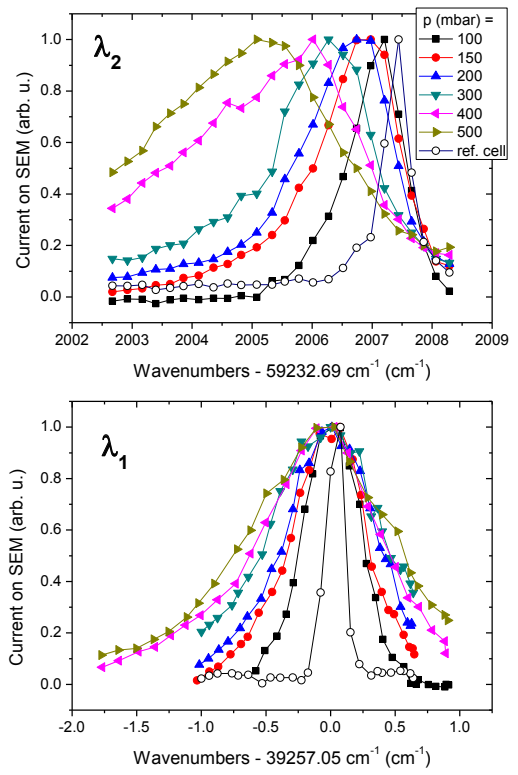 λ2
p (mbar) =
100
150
200
300
400
500
ref. cell
Current on SEM (arb. u.)
1.0
0.8
0.6
0.4
0.2
0.0
2002 2003 2004 2005 2006 2007 2008 2009
Wavenumbers - 59232.69 cm⁻¹ (cm⁻¹)
λ1
Current on SEM (arb. u.)
1.0
0.8
0.6
0.4
0.2
0.0
-2.0 -1.5 -1.0 -0.5 0.0 0.5 1.0
Wavenumbers - 39257.05 cm⁻¹ (cm⁻¹)